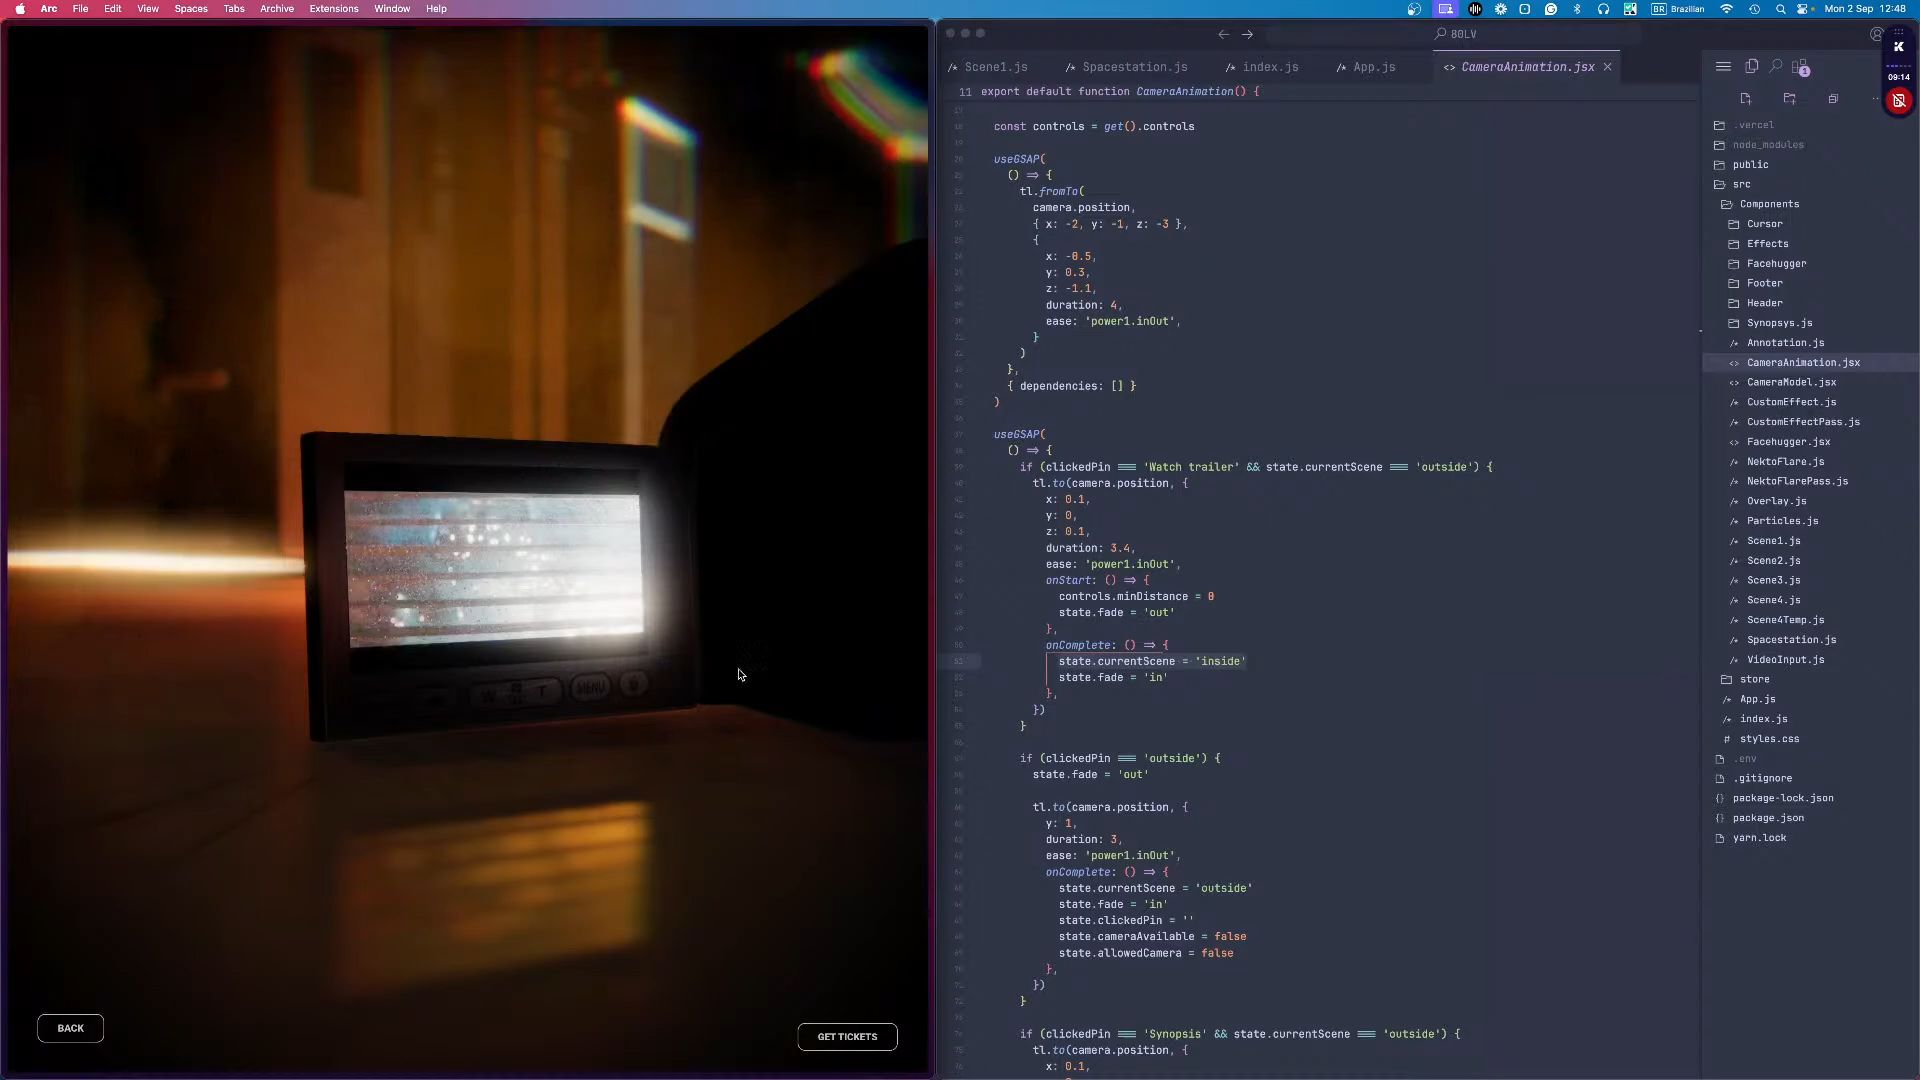 Arc File Edit View Spaces Tabs Archive Extensions Window Help
BR Brazilian Mon 2 Sep 12:48
80LV
Scene1.js Spacestation.js index.js App.js CameraAnimation.jsx
1
K
09:14
11 export default function CameraAnimation() {
const controls = get().controls
useGSAP(
() => {
tl.fromTo(
camera.position,
{ x: -2, y: -1, z: -3 },
{
x: -0.5,
y: 0.3,
z: -1.1,
duration: 4,
ease: 'power1.inOut',
}
)
},
{ dependencies: [] }
)
useGSAP(
() => {
if (clickedPin === 'Watch trailer' && state.currentScene === 'outside') {
tl.to(camera.position, {
x: 0.1,
y: 0,
z: 0.1,
duration: 3.4,
ease: 'power1.inOut',
onStart: () => {
controls.minDistance = 0
state.fade = 'out'
},
onComplete: () => {
state.currentScene = 'inside'
state.fade = 'in'
},
})
}
if (clickedPin === 'outside') {
state.fade = 'out'
tl.to(camera.position, {
y: 1,
duration: 3,
ease: 'power1.inOut',
onComplete: () => {
state.currentScene = 'outside'
state.fade = 'in'
state.clickedPin = ''
state.cameraAvailable = false
state.allowedCamera = false
},
})
}
if (clickedPin === 'Synopsis' && state.currentScene === 'outside') {
tl.to(camera.position, {
x: 0.1,
.vercel
node_modules
public
src
Components
Cursor
Effects
Facehugger
Footer
Header
Synopsys.js
Annotation.js
CameraAnimation.jsx
CameraModel.jsx
CustomEffect.js
CustomEffectPass.js
Facehugger.jsx
NektoFlare.js
NektoFlarePass.js
Overlay.js
Particles.js
Scene1.js
Scene2.js
Scene3.js
Scene4.js
Scene4Temp.js
Spacestation.js
VideoInput.js
store
App.js
index.js
styles.css
.env
.gitignore
package-lock.json
package.json
yarn.lock
W T MENU
BACK
GET TICKETS